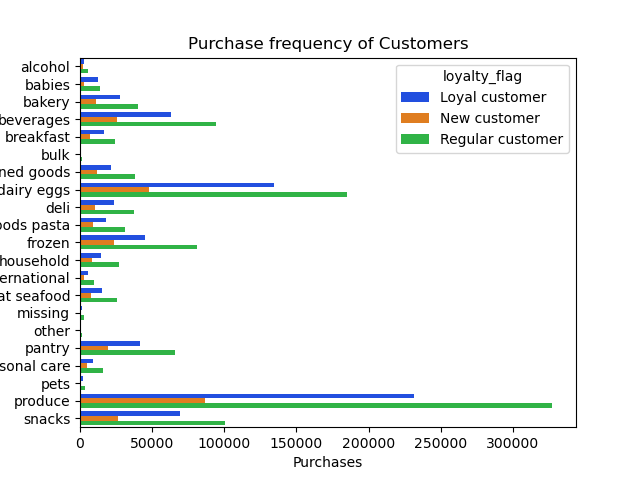 Purchase frequency of Customers
loyalty_flag
Loyal customer
New customer
Regular customer
alcohol
babies
bakery
beverages
breakfast
bulk
ned goods
dairy eggs
deli
oods pasta
frozen
household
ernational
at seafood
missing
other
pantry
sonal care
pets
produce
snacks
0 50000 100000 150000 200000 250000 300000
Purchases